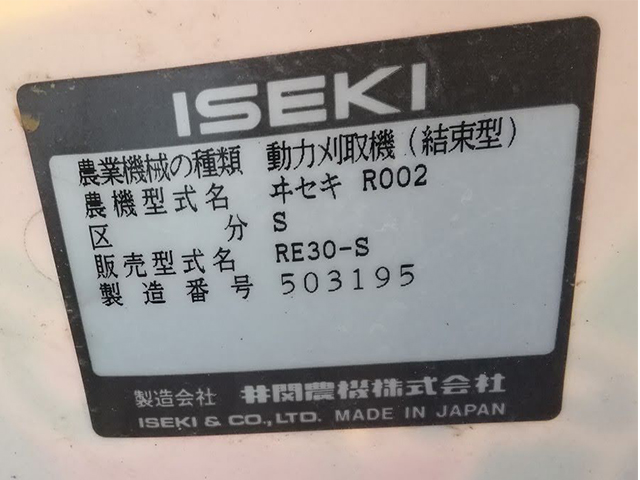 ISEKI
農業機械の種類 動力刈取機(結束型)
農機型式名 ヰセキ R002
区分 S
販売型式名 RE30-S
製造番号 503195
製造会社 井関農機株式会社
ISEKI & CO., LTD. MADE IN JAPAN